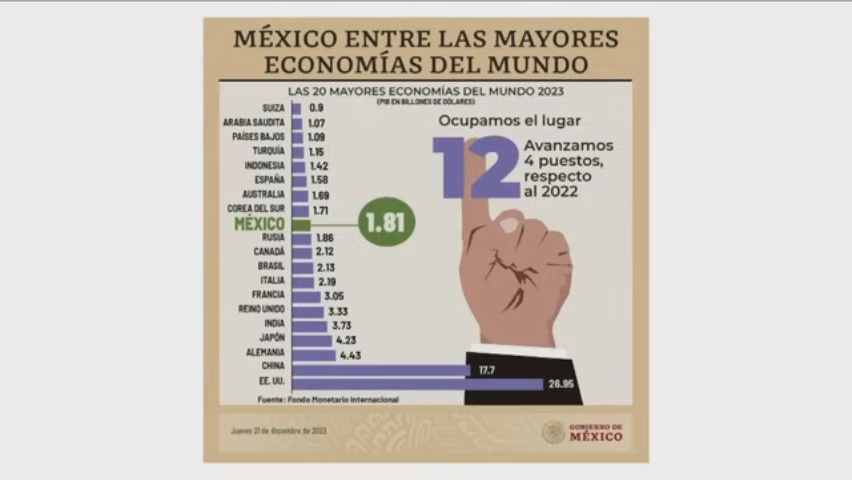 MÉXICO ENTRE LAS MAYORES
ECONOMÍAS DEL MUNDO
LAS 20 MAYORES ECONOMÍAS DEL MUNDO 2023
(PIB EN BILLONES DE DÓLARES)
Ocupamos el lugar
12
Avanzamos
4 puestos,
respecto
al 2022
SUIZA 0.9
ARABIA SAUDITA 1.07
PAÍSES BAJOS 1.09
TURQUÍA 1.15
INDONESIA 1.42
ESPAÑA 1.58
AUSTRALIA 1.69
COREA DEL SUR 1.71
MÉXICO 1.81
RUSIA 1.86
CANADÁ 2.12
BRASIL 2.13
ITALIA 2.19
FRANCIA 3.05
REINO UNIDO 3.33
INDIA 3.73
JAPÓN 4.23
ALEMANIA 4.43
CHINA 17.7
EE. UU. 26.95
Fuente: Fondo Monetario Internacional
Jueves 21 de diciembre de 2023
GOBIERNO DE
MÉXICO